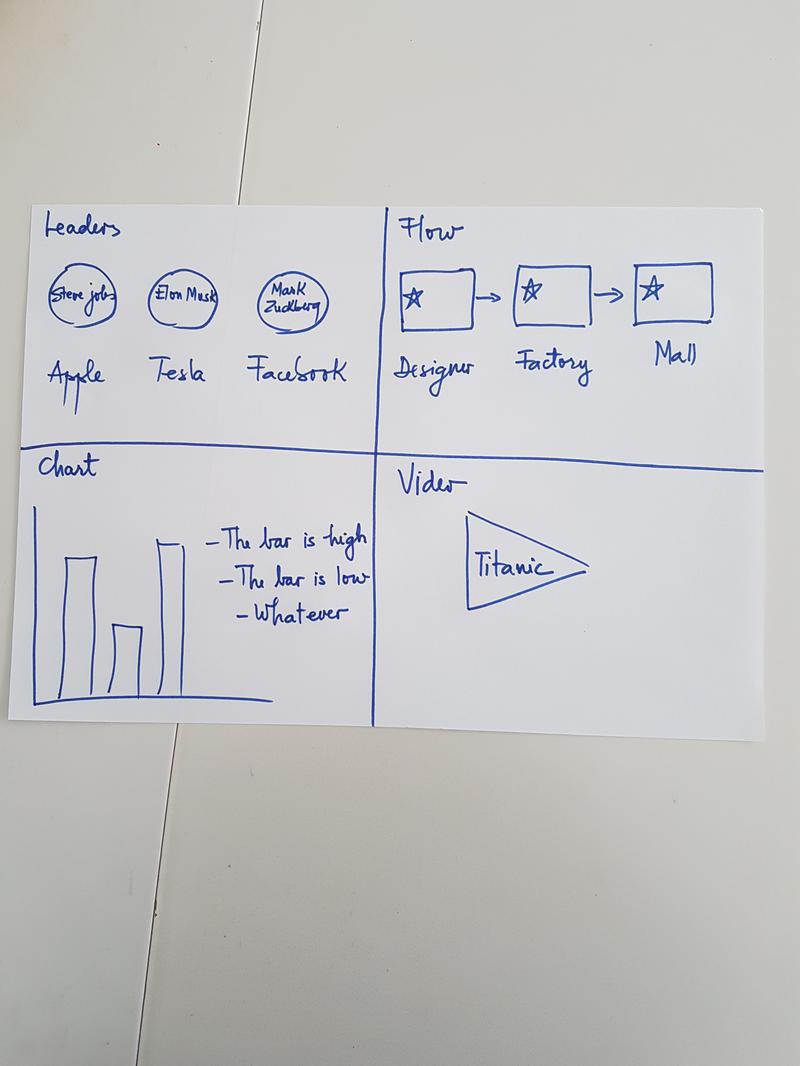 Leaders
Steve jobs
Elon Musk
Mark
Zuckberg
Apple
Tesla
Facebook
Flow
Designer
Factory
Mall
Chart
- The bar is high
- The bar is low
- Whatever
Video
Titanic